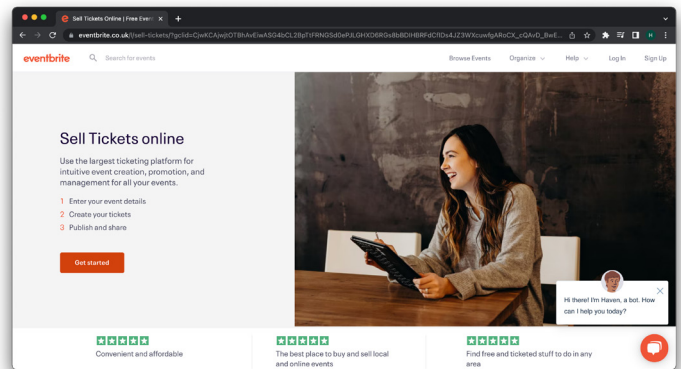 Sell Tickets Online | Free Even
eventbrite.co.uk
eventbrite
Search for events
Browse Events
Organize
Help
Log In
Sign Up
Sell Tickets online
Use the largest ticketing platform for
intuitive event creation, promotion, and
management for all your events.
1 Enter your event details
2 Create your tickets
3 Publish and share
Get started
Hi there! I'm Haven, a bot. How
can I help you today?
Convenient and affordable
The best place to buy and sell local
and online events
Find free and ticketed stuff to do in any
area